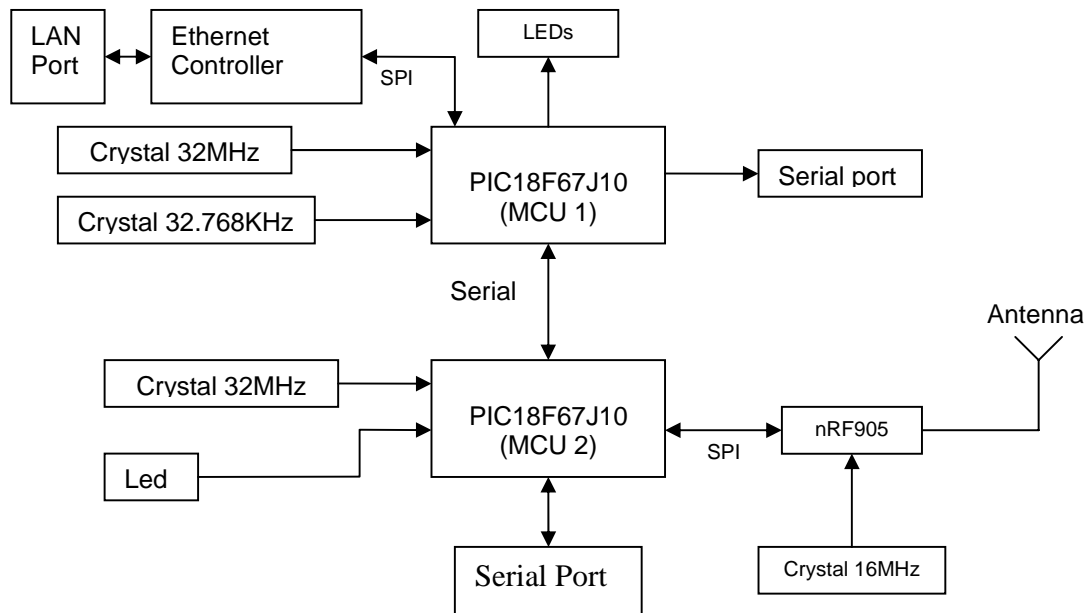 LAN
Port
Ethernet
Controller
SPI
LEDs
Crystal 32MHz
PIC18F67J10
(MCU 1)
Serial port
Crystal 32.768KHz
Serial
Antenna
Crystal 32MHz
PIC18F67J10
(MCU 2)
SPI
nRF905
Led
Serial Port
Crystal 16MHz